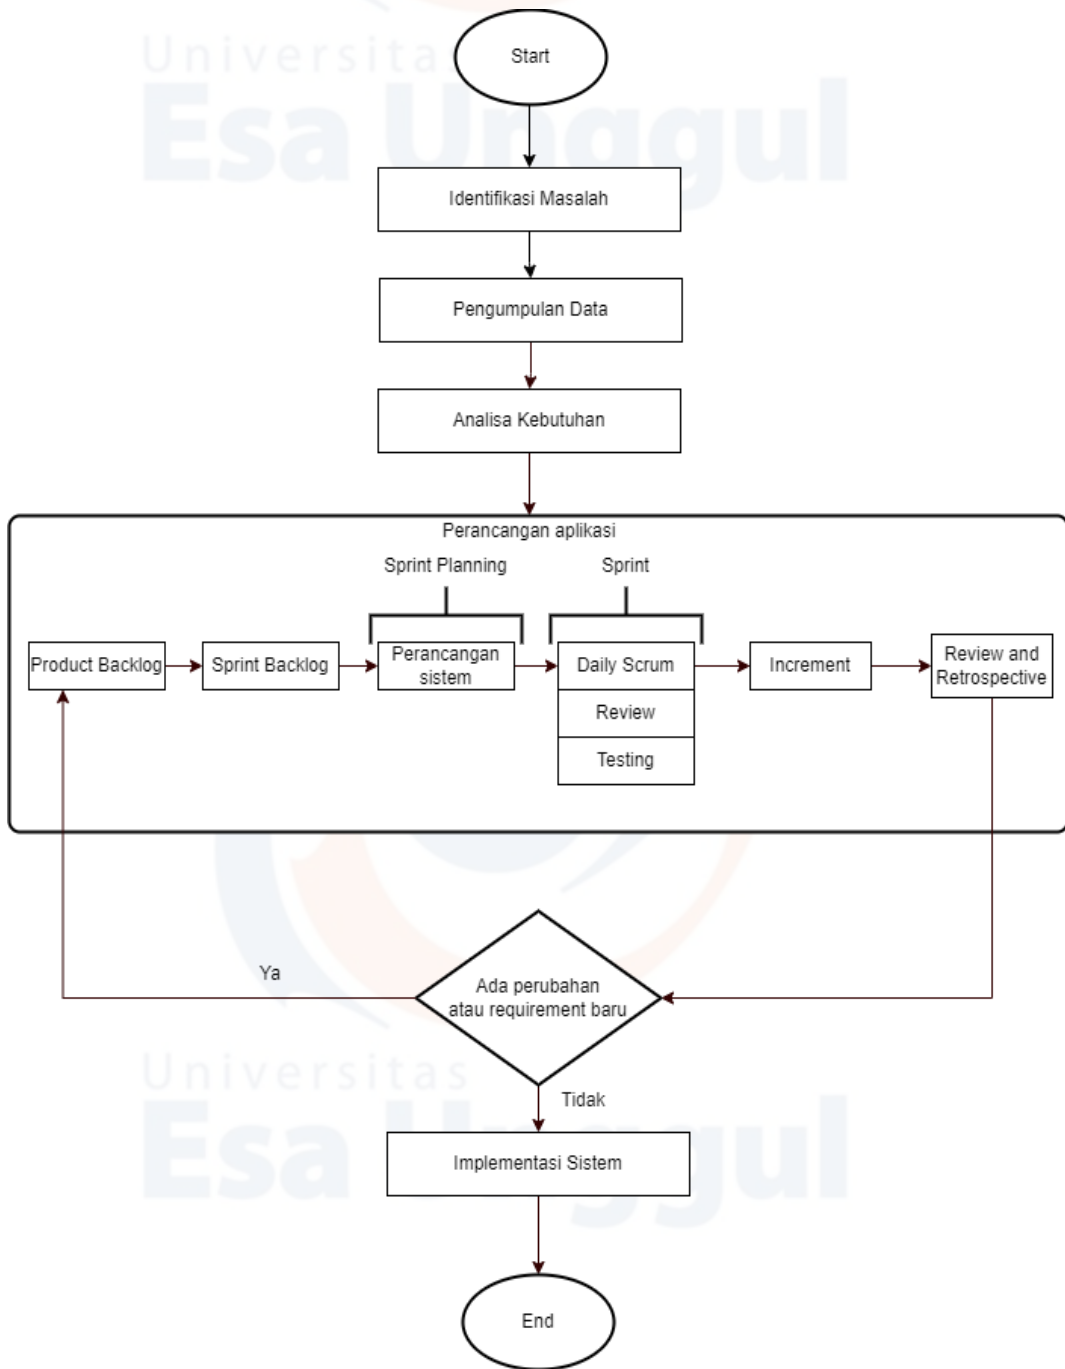 Universita
Esa Unggul
Start
Identifikasi Masalah
Pengumpulan Data
Analisa Kebutuhan
Perancangan aplikasi
Sprint Planning
Sprint
Product Backlog
Sprint Backlog
Perancangan
sistem
Daily Scrum
Review
Testing
Increment
Review and
Retrospective
Ya
Ada perubahan
atau requirement baru
Tidak
Universitas
Esa Unggul
Implementasi Sistem
End